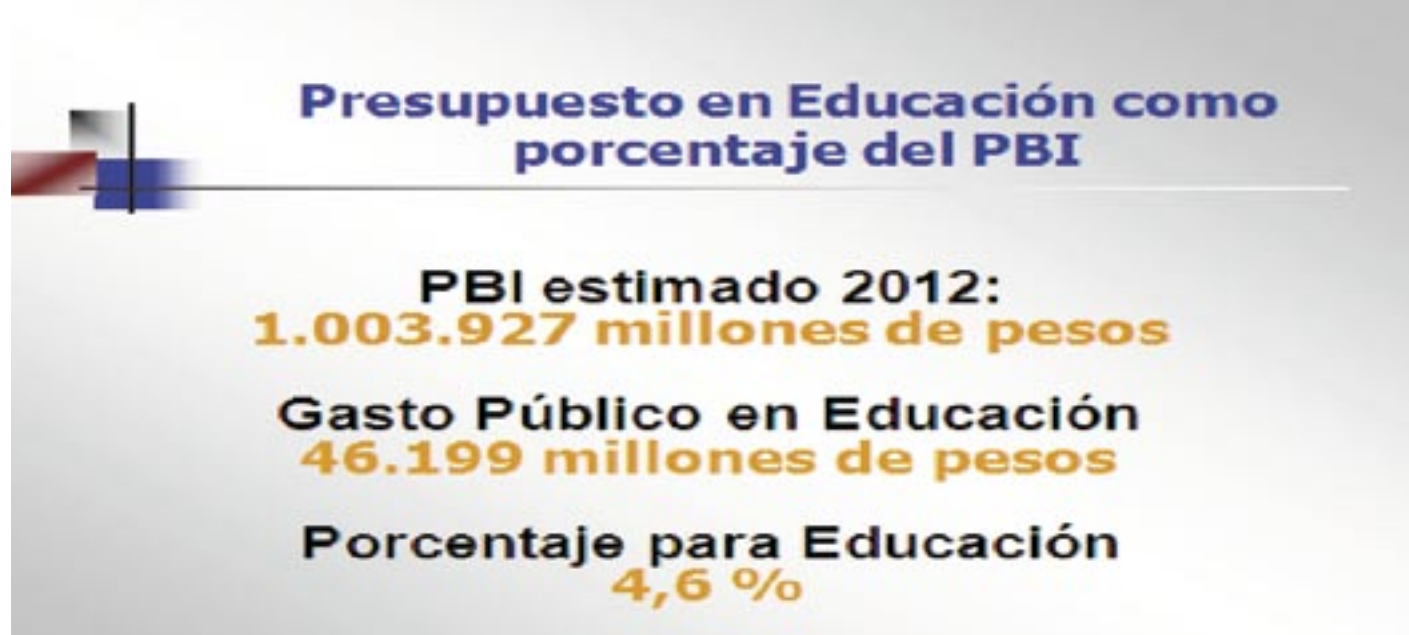 Presupuesto en Educación como
porcentaje del PBI
PBI estimado 2012:
1.003.927 millones de pesos
Gasto Público en Educación
46.199 millones de pesos
Porcentaje para Educación
4,6 %